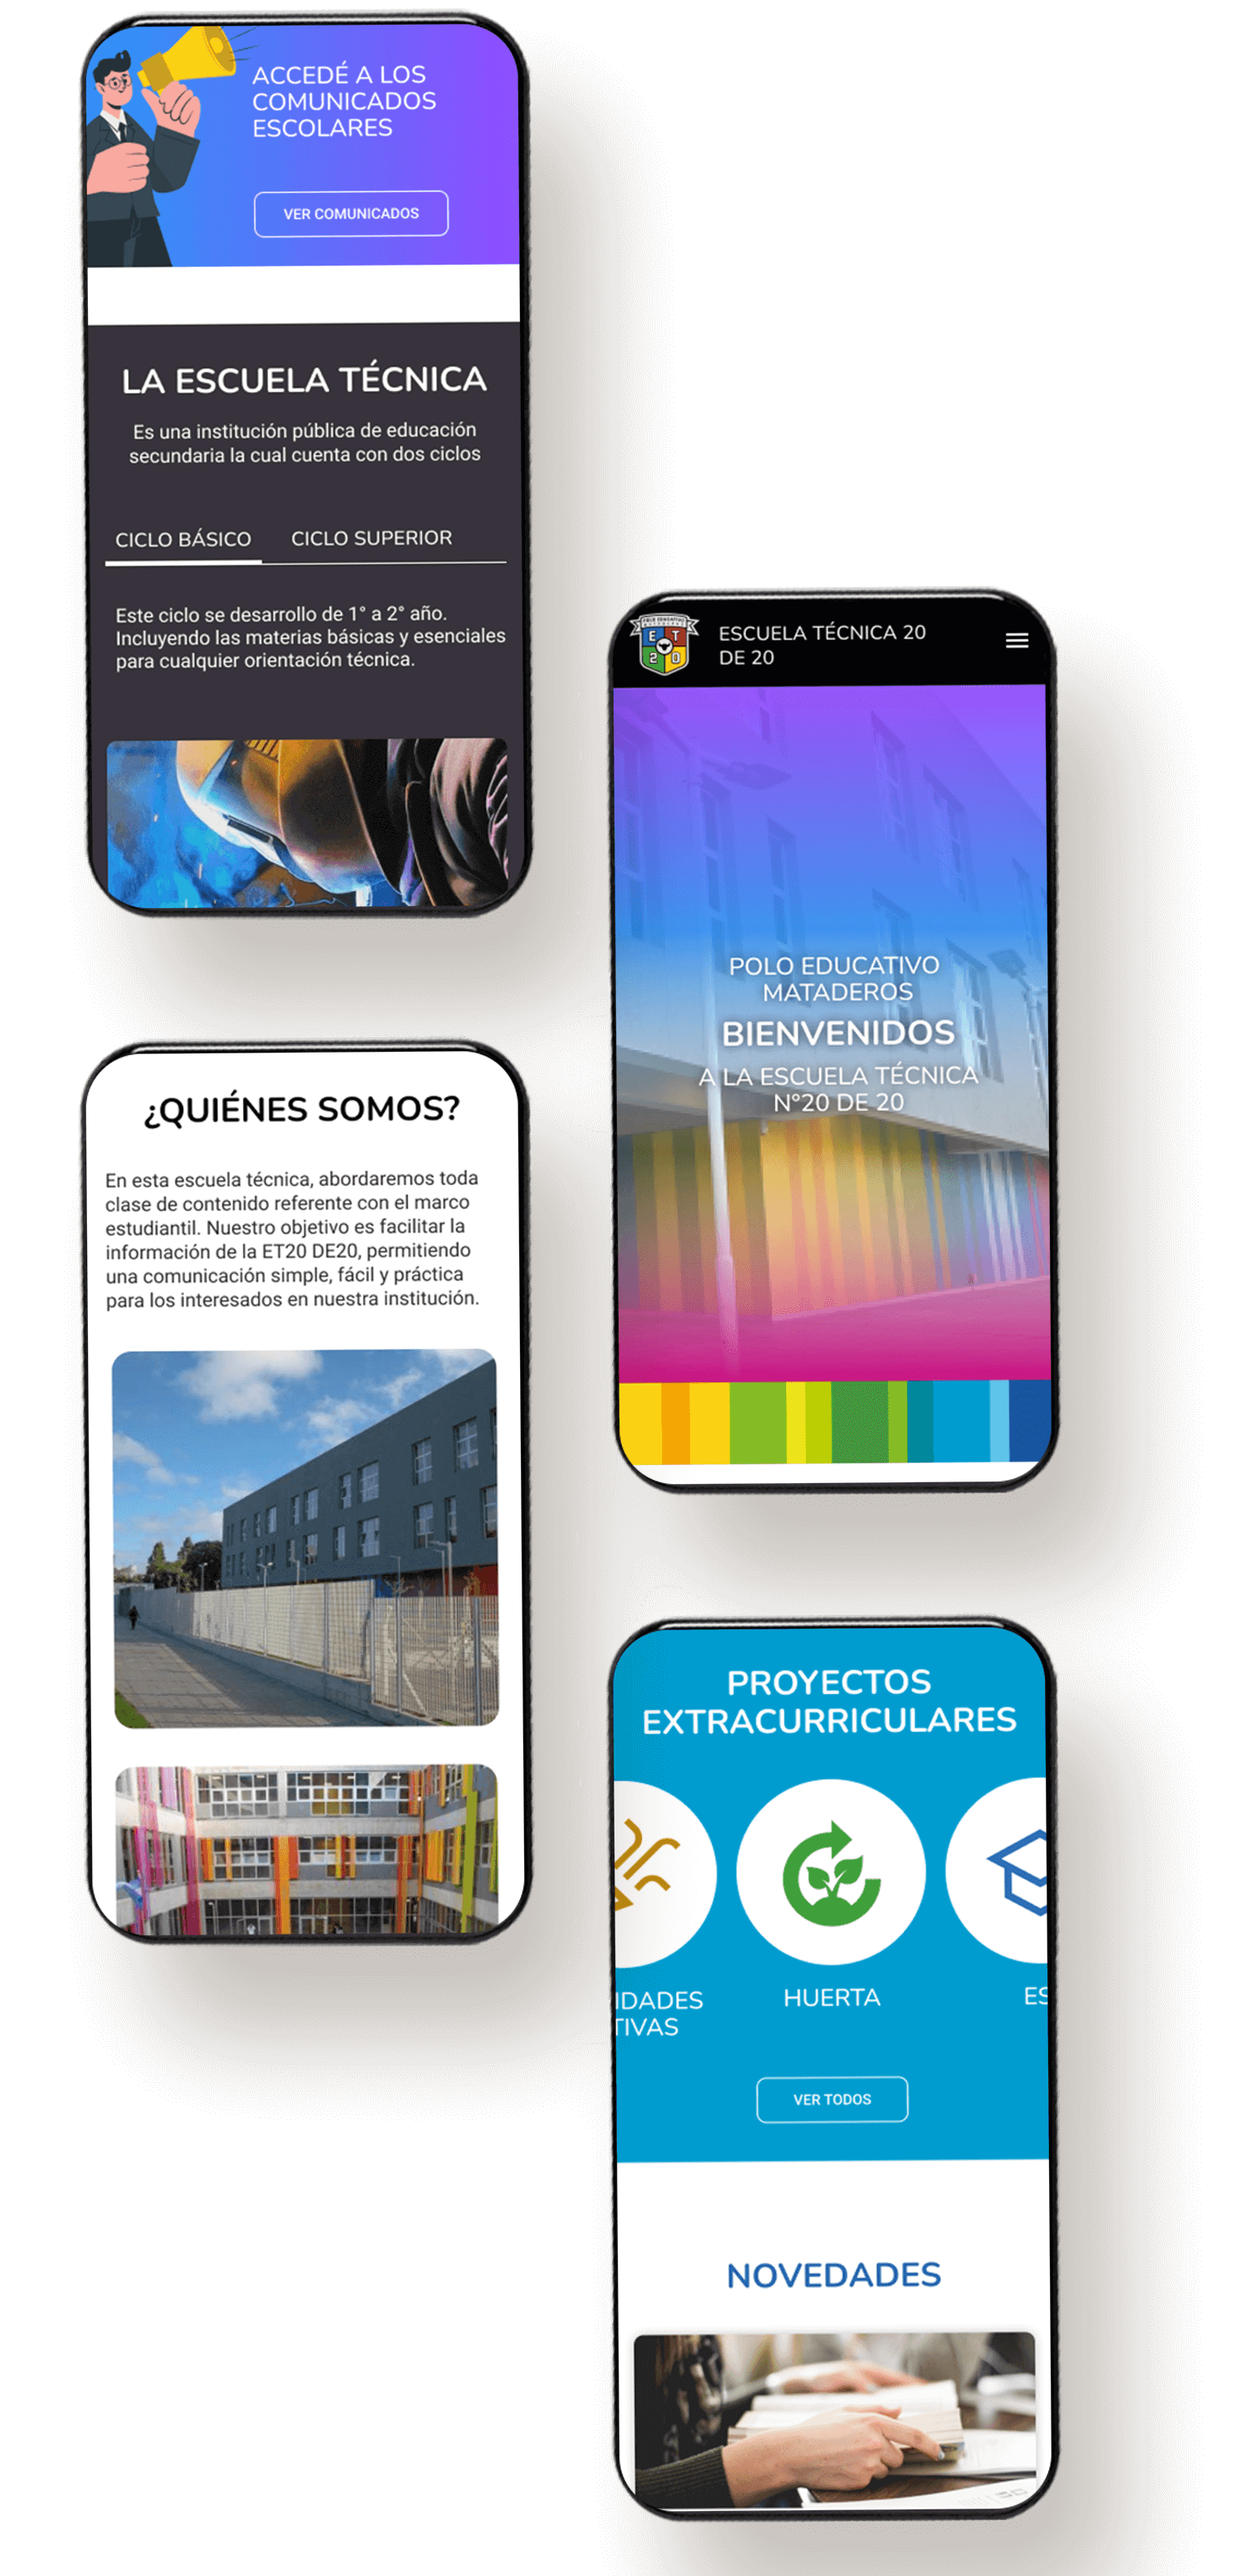 ACCEDÉ A LOS
COMUNICADOS
ESCOLARES
VER COMUNICADOS
LA ESCUELA TÉCNICA
Es una institución pública de educación
secundaria la cual cuenta con dos ciclos
CICLO BÁSICO
CICLO SUPERIOR
Este ciclo se desarrollo de 1° a 2° año.
Incluyendo las materias básicas y esenciales
para cualquier orientación técnica.
¿QUIÉNES SOMOS?
En esta escuela técnica, abordaremos toda
clase de contenido referente con el marco
estudiantil. Nuestro objetivo es facilitar la
información de la ET20 DE20, permitiendo
una comunicación simple, fácil y práctica
para los interesados en nuestra institución.
E T
2 0
ESCUELA TÉCNICA 20
DE 20
POLO EDUCATIVO
MATADEROS
BIENVENIDOS
A LA ESCUELA TÉCNICA
N°20 DE 20
PROYECTOS
EXTRACURRICULARES
IDADES
TIVAS
HUERTA
ES
VER TODOS
NOVEDADES